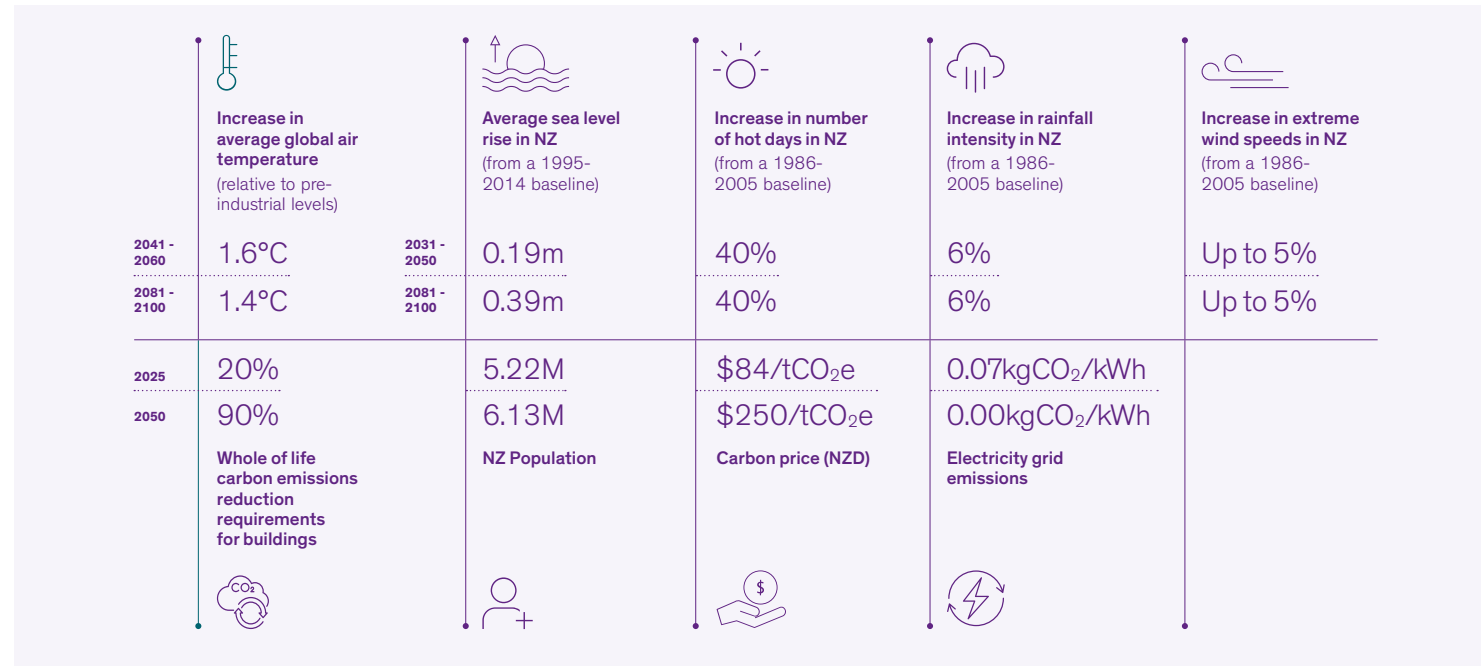 Increase in
average global air
temperature
(relative to pre-
industrial levels)
Average sea level
rise in NZ
(from a 1995-
2014 baseline)
Increase in number
of hot days in NZ
(from a 1986-
2005 baseline)
Increase in rainfall
intensity in NZ
(from a 1986-
2005 baseline)
Increase in extreme
wind speeds in NZ
(from a 1986-
2005 baseline)
2041 -
2060
1.6°C
2031 -
2050
0.19m
40%
6%
Up to 5%
2081 -
2100
1.4°C
2081 -
2100
0.39m
40%
6%
Up to 5%
2025
20%
5.22M
$84/tCO₂e
0.07kgCO₂/kWh
2050
90%
6.13M
$250/tCO₂e
0.00kgCO₂/kWh
Whole of life
carbon emissions
reduction
requirements
for buildings
NZ Population
Carbon price (NZD)
Electricity grid
emissions
CO₂
$